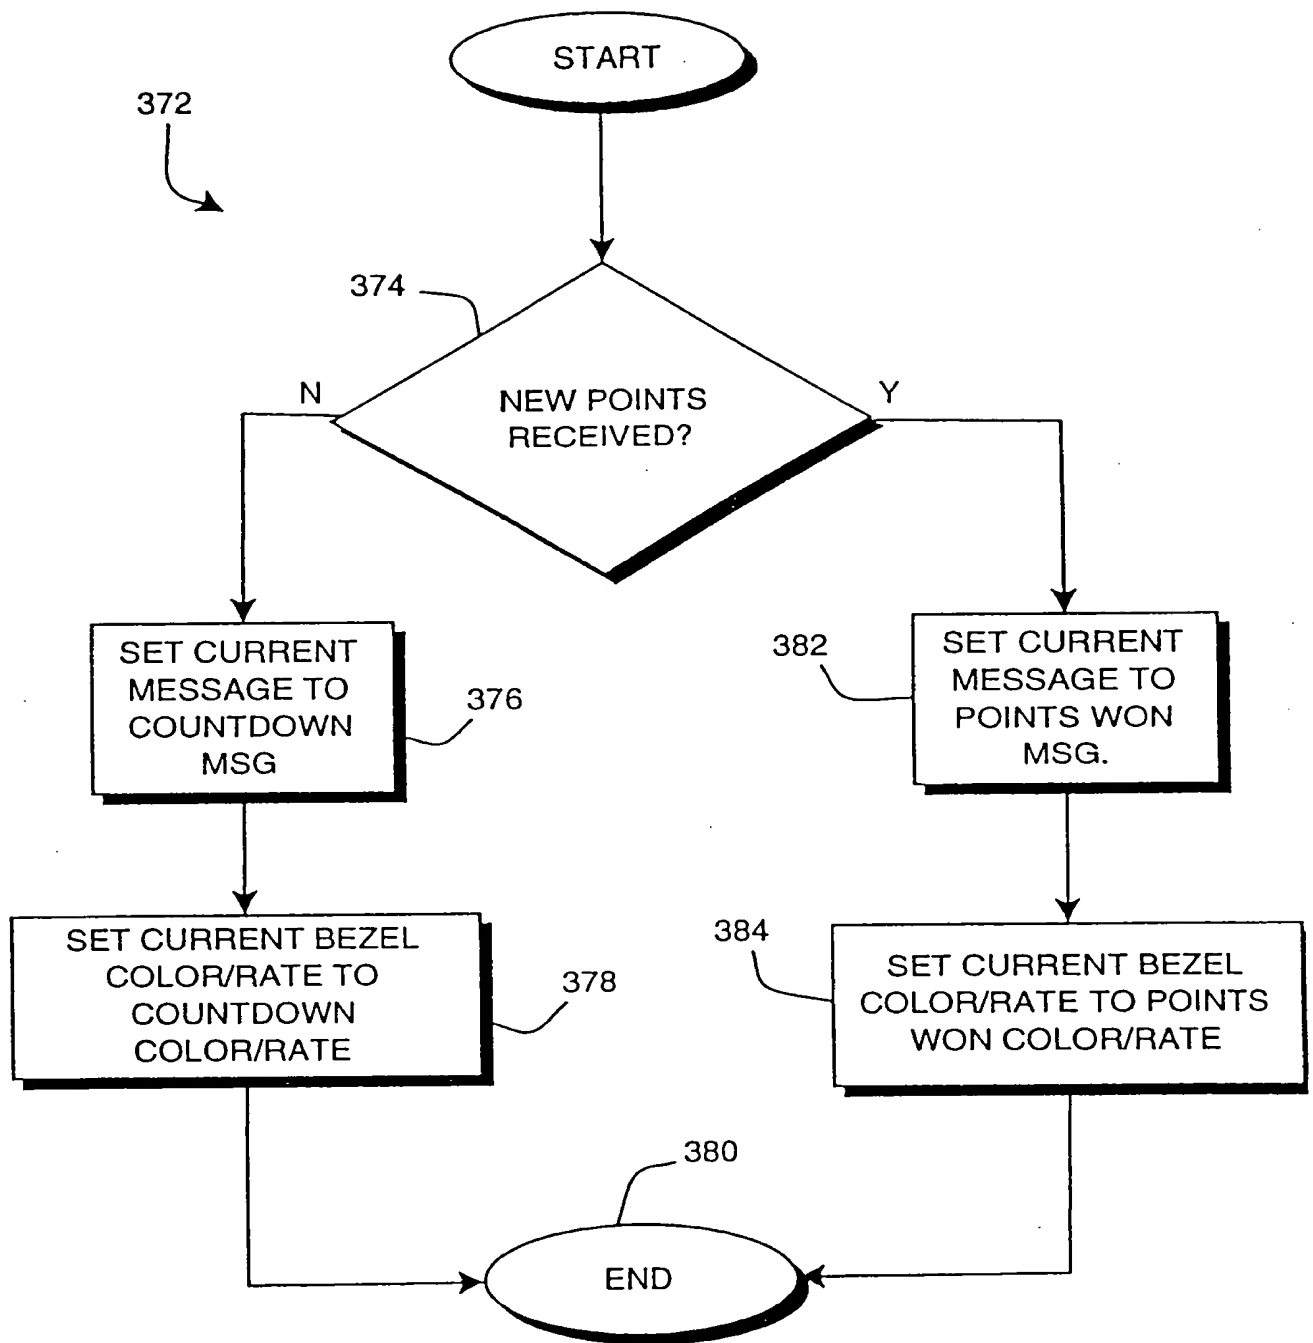 START
372
374
N
Y
NEW POINTS
RECEIVED?
SET CURRENT
MESSAGE TO
COUNTDOWN
MSG
376
382
SET CURRENT
MESSAGE TO
POINTS WON
MSG.
SET CURRENT BEZEL
COLOR/RATE TO
COUNTDOWN
COLOR/RATE
378
384
SET CURRENT BEZEL
COLOR/RATE TO POINTS
WON COLOR/RATE
380
END